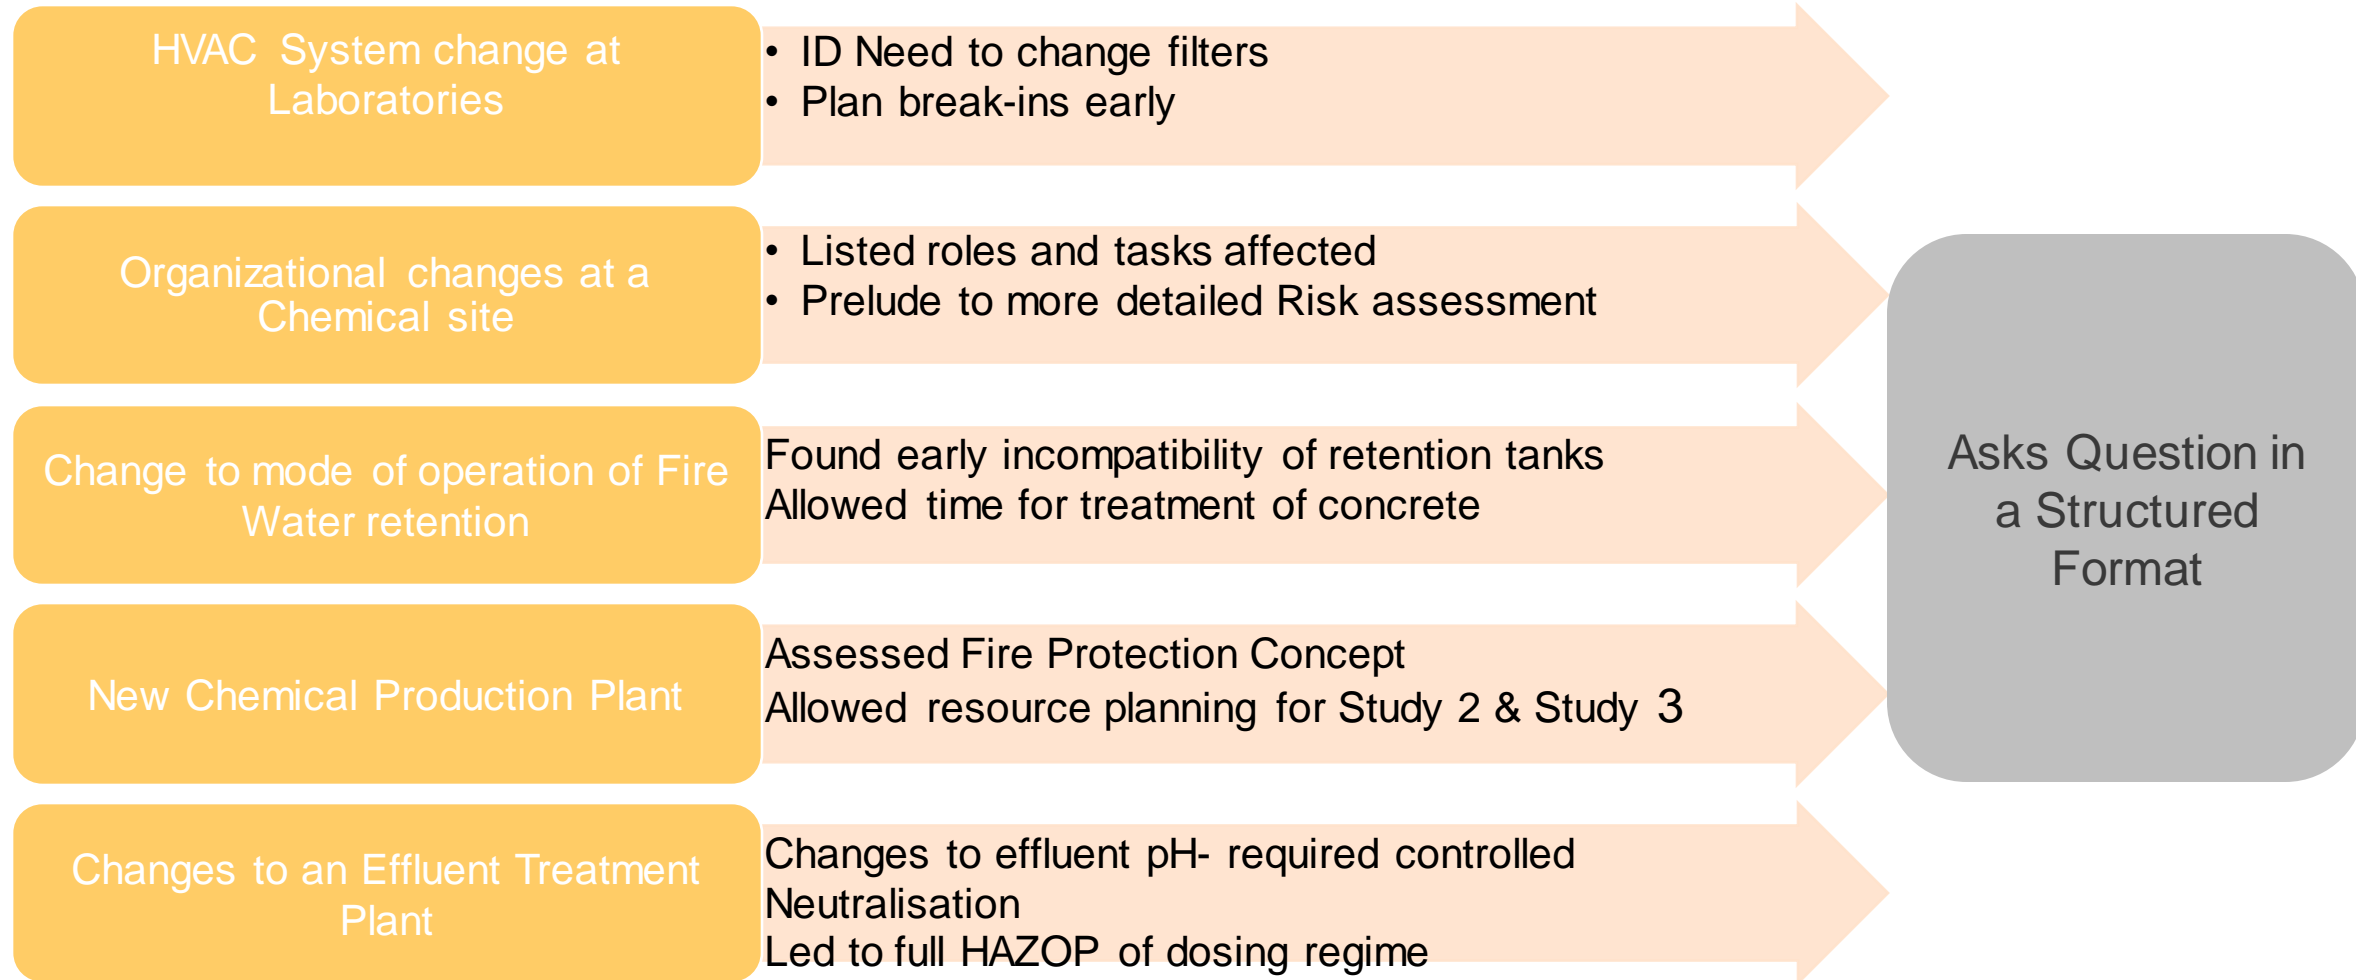 HVAC System change at
Laboratories
• ID Need to change filters
• Plan break-ins early
Organizational changes at a
Chemical site
• Listed roles and tasks affected
• Prelude to more detailed Risk assessment
Change to mode of operation of Fire
Water retention
Found early incompatibility of retention tanks
Allowed time for treatment of concrete
New Chemical Production Plant
Assessed Fire Protection Concept
Allowed resource planning for Study 2 & Study 3
Changes to an Effluent Treatment
Plant
Changes to effluent pH- required controlled
Neutralisation
Led to full HAZOP of dosing regime
Asks Question in
a Structured
Format